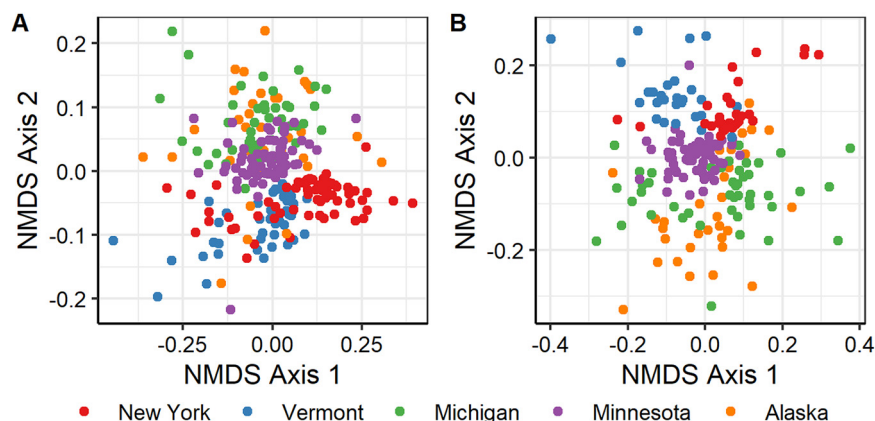 A
B
NMDS Axis 2
0.2
0.1
0.0
-0.1
-0.2
-0.25
0.00
0.25
NMDS Axis 1
NMDS Axis 2
0.2
0.0
-0.2
-0.4
-0.2
0.0
0.2
0.4
NMDS Axis 1
New York
Vermont
Michigan
Minnesota
Alaska